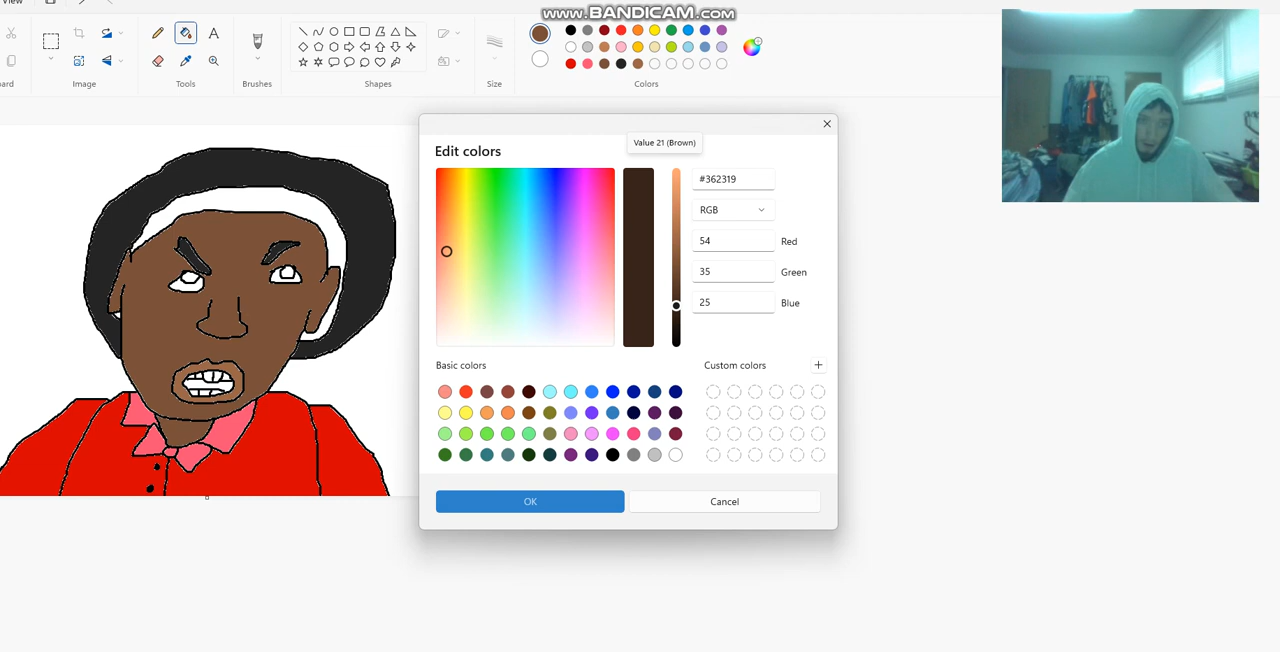 View
www.BANDICAM.com
ard
Image
Tools
Brushes
Shapes
Size
Colors
A
Value 21 (Brown)
Edit colors
#362319
RGB
54 Red
35 Green
25 Blue
Basic colors
Custom colors
OK
Cancel